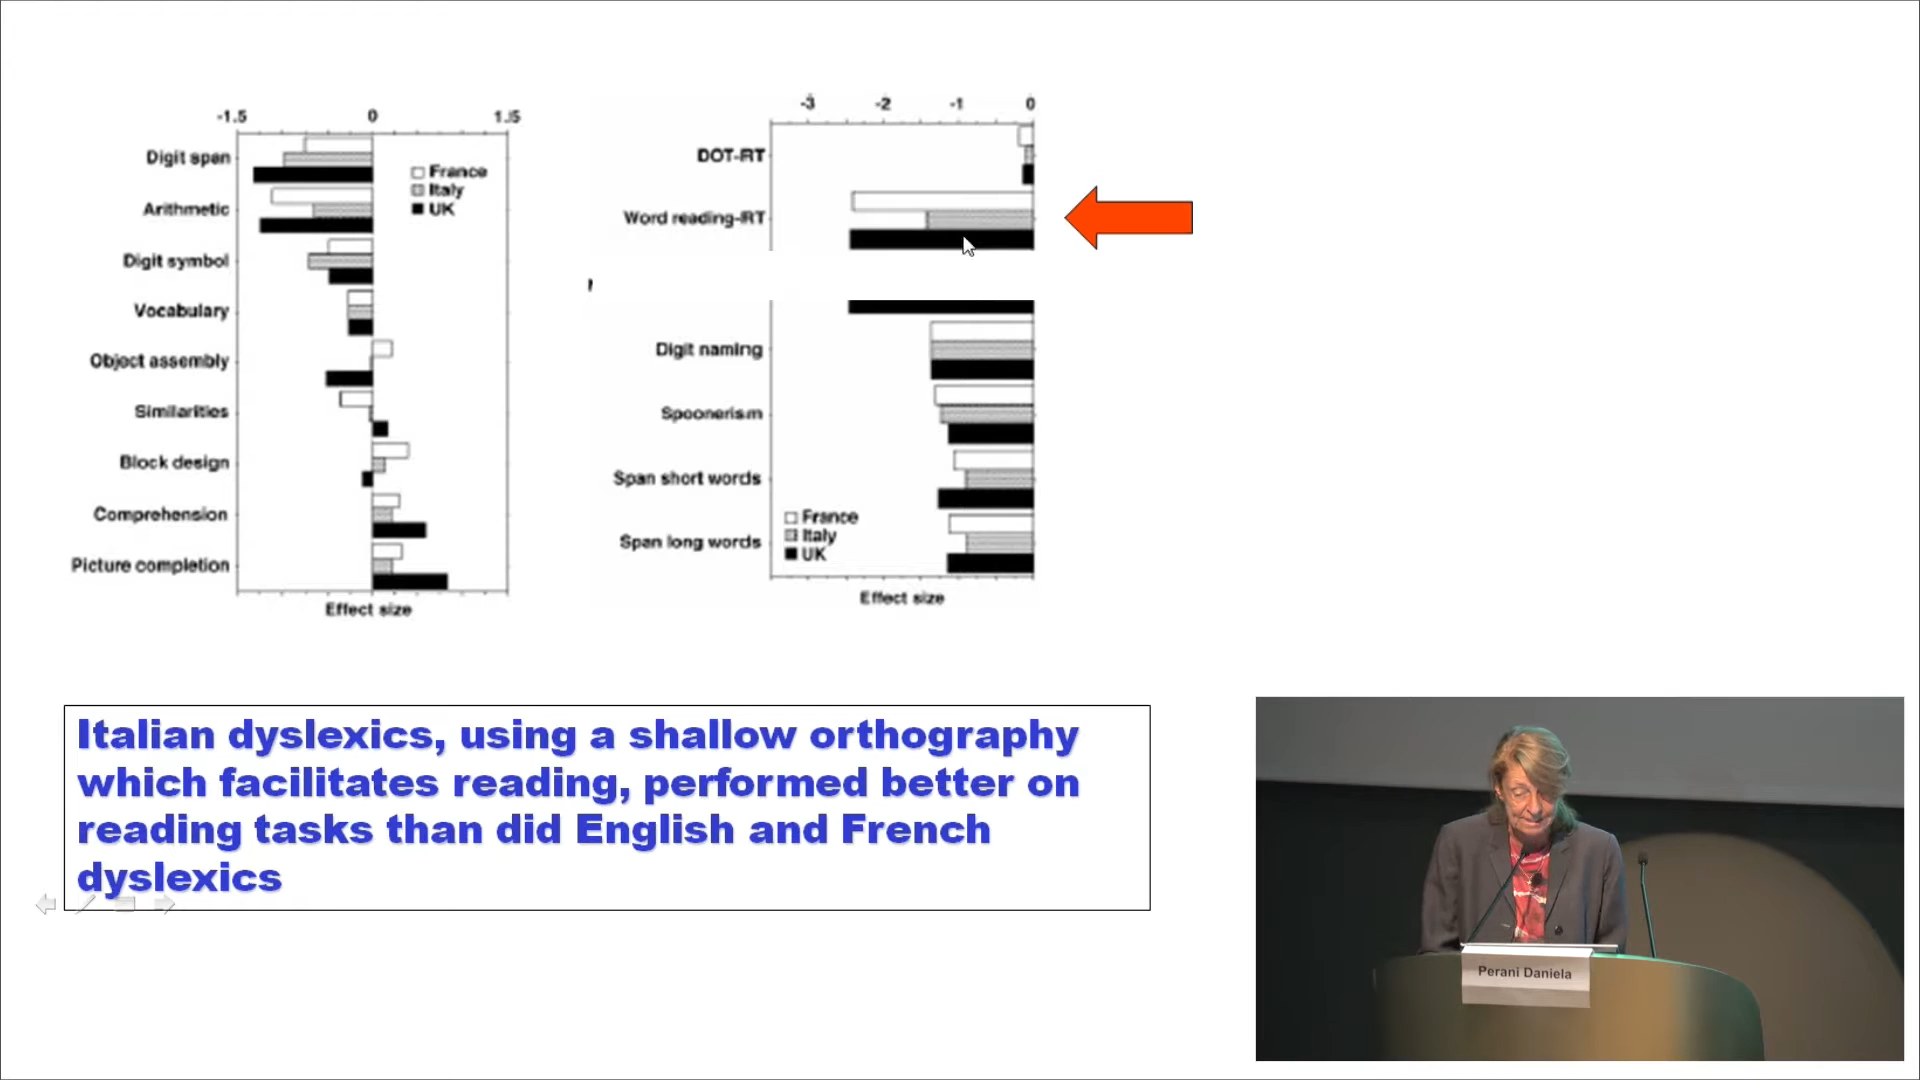 -1.5 0 1.5
Digit span
Arithmetic
Digit symbol
Vocabulary
Object assembly
Similarities
Block design
Comprehension
Picture completion
France
Italy
UK
Effect size
-3 -2 -1 0
DOT-RT
Word reading-RT
Digit naming
Spoonerism
Span short words
Span long words
France
Italy
UK
Effect size
Italian dyslexics, using a shallow orthography
which facilitates reading, performed better on
reading tasks than did English and French
dyslexics
Perani Daniela